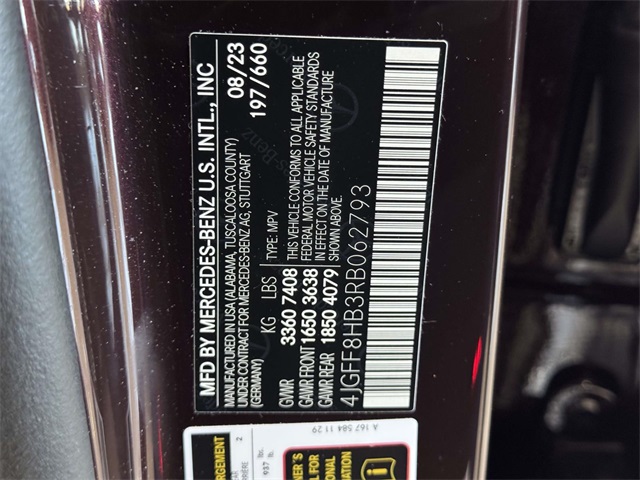 MFD BY MERCEDES-BENZ U.S. INTL., INC
08/23
197/660
MANUFACTURED IN USA (ALABAMA, TUSCALOOSA COUNTY)
UNDER CONTRACT FOR MERCEDES-BENZ AG, STUTTGART
(GERMANY)
KG LBS TYPE: MPV
GVWR 3360 7408
GAWR FRONT 1650 3638
GAWR REAR 1850 4079
THIS VEHICLE CONFORMS TO ALL APPLICABLE
FEDERAL MOTOR VEHICLE SAFETY STANDARDS
IN EFFECT ON THE DATE OF MANUFACTURE
SHOWN ABOVE.
4JGFF8HB3RB062793
A 167 584 11 29
2